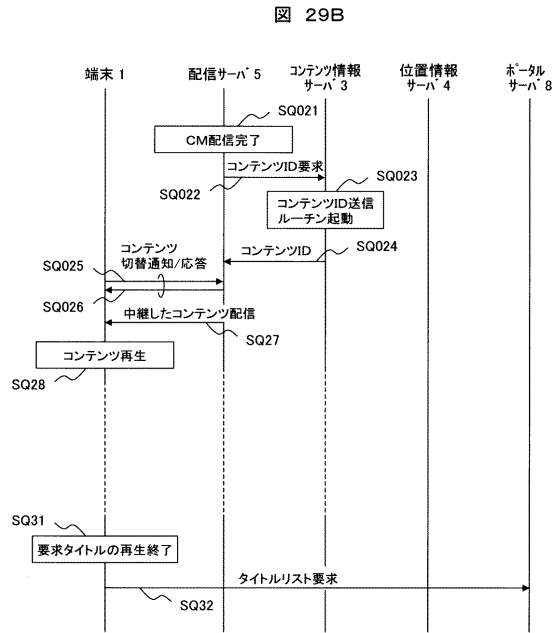 図 29B
端末1
配信サーバ5
コンテンツ情報
サーバ3
位置情報
サーバ4
ポータル
サーバ8
SQ021
CM配信完了
コンテンツID要求
SQ022
SQ023
コンテンツID送信
ルーチン起動
コンテンツID
SQ024
コンテンツ
切替通知/応答
SQ025
SQ026
中継したコンテンツ配信
SQ27
コンテンツ再生
SQ28
SQ31
要求タイトルの再生終了
タイトルリスト要求
SQ32